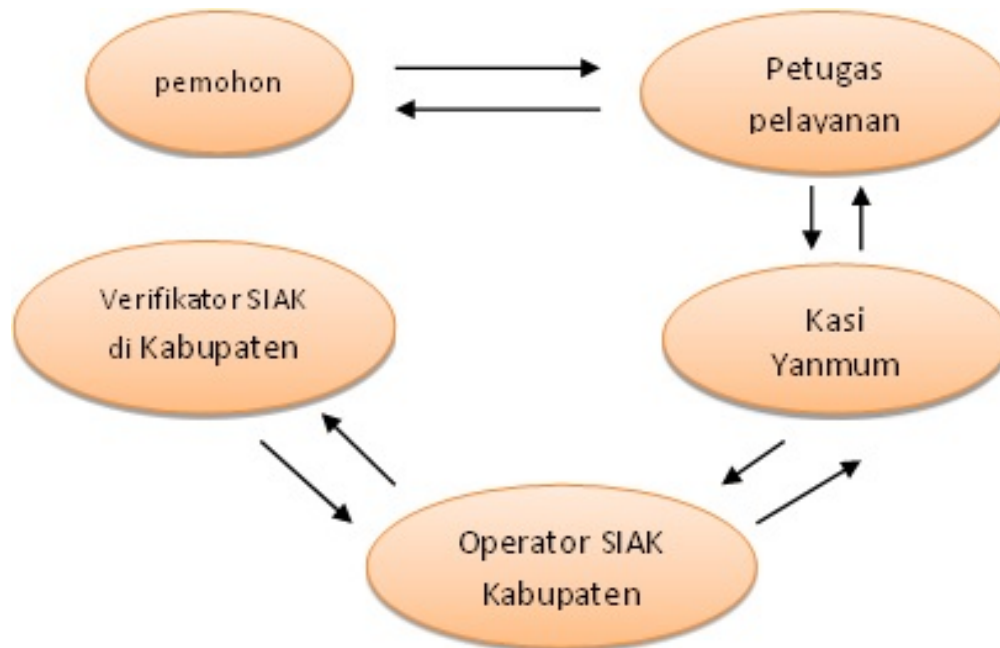 pemohon
Petugas
pelayanan
Verifikator SIAK
di Kabupaten
Kasi
Yanmum
Operator SIAK
Kabupaten